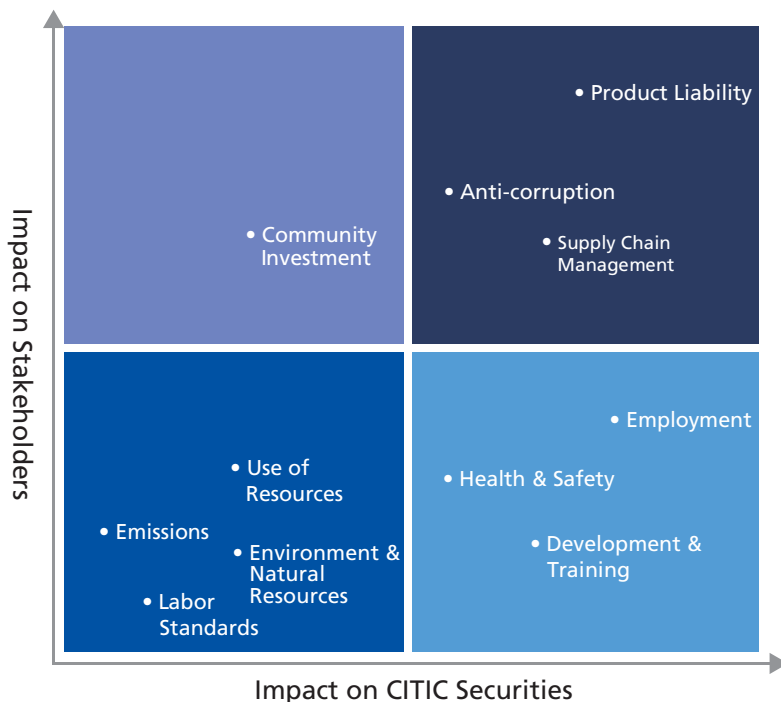 Impact on Stakeholders
• Product Liability
• Anti-corruption
• Community
Investment
• Supply Chain
Management
• Employment
• Use of
Resources
• Health & Safety
• Emissions
• Environment &
Natural
Resources
• Development &
Training
• Labor
Standards
Impact on CITIC Securities